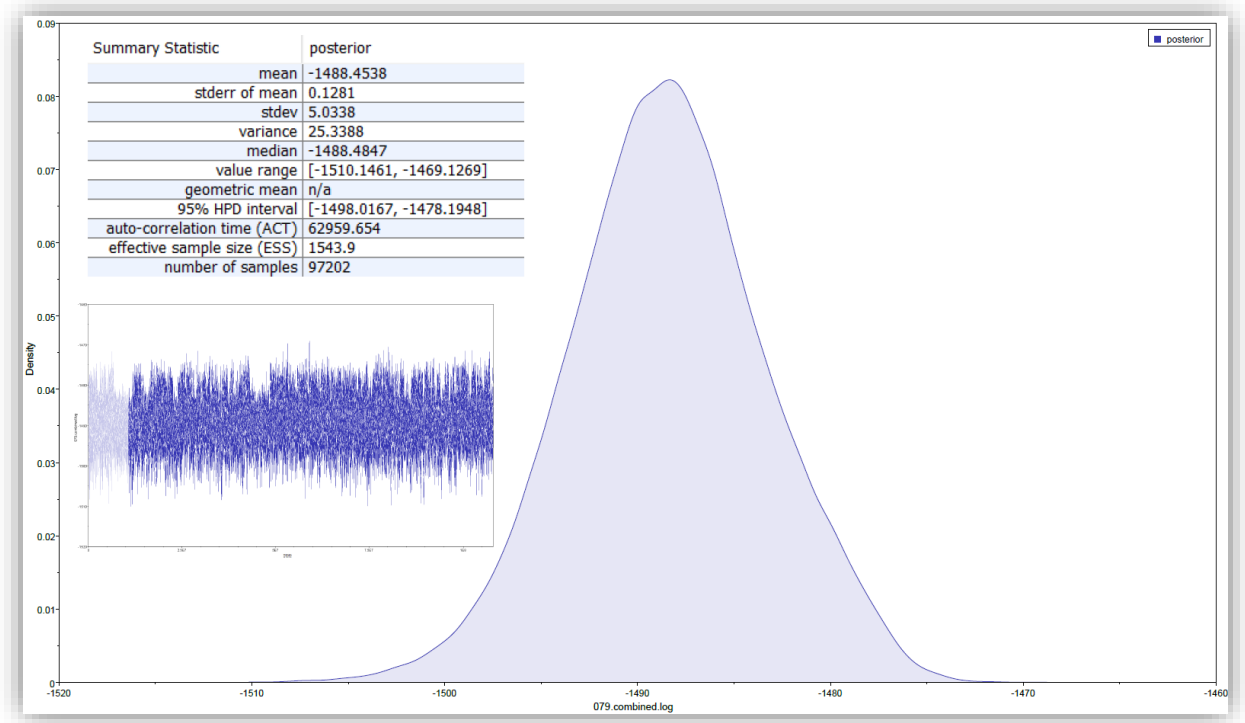 0.09
posterior
Summary Statistic posterior
mean -1488.4538
stderr of mean 0.1281
stdev 5.0338
variance 25.3388
median -1488.4847
value range [-1510.1461, -1469.1269]
geometric mean n/a
95% HPD interval [-1498.0167, -1478.1948]
auto-correlation time (ACT) 62959.654
effective sample size (ESS) 1543.9
number of samples 97202
0.08
0.07
0.06
0.05
0.04
0.03
0.02
0.01
0
Density
-1520
-1510
-1500
-1490
-1480
-1470
-1460
079.combined.log